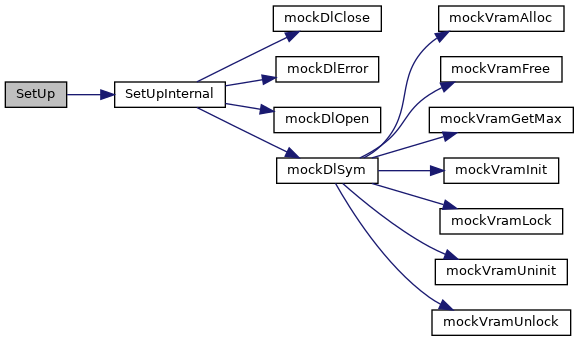 SetUp
SetUpInternal
mockDlClose
mockDlError
mockDlOpen
mockDlSym
mockVramAlloc
mockVramFree
mockVramGetMax
mockVramInit
mockVramLock
mockVramUninit
mockVramUnlock